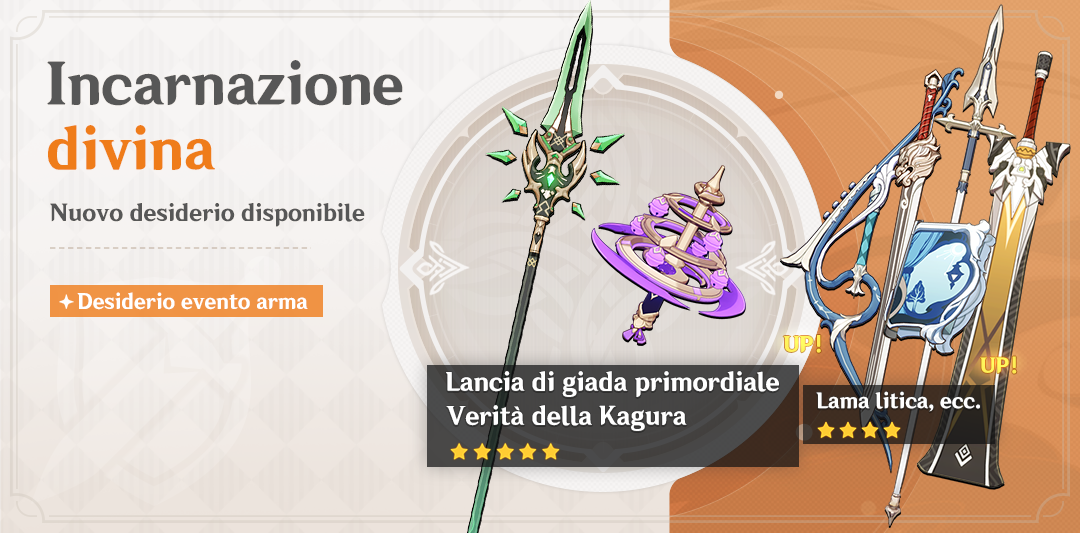 Incarnazione
divina
Nuovo desiderio disponibile
Desiderio evento arma
UP!
UP!
Lancia di giada primordiale
Verità della Kagura
Lama litica, ecc.